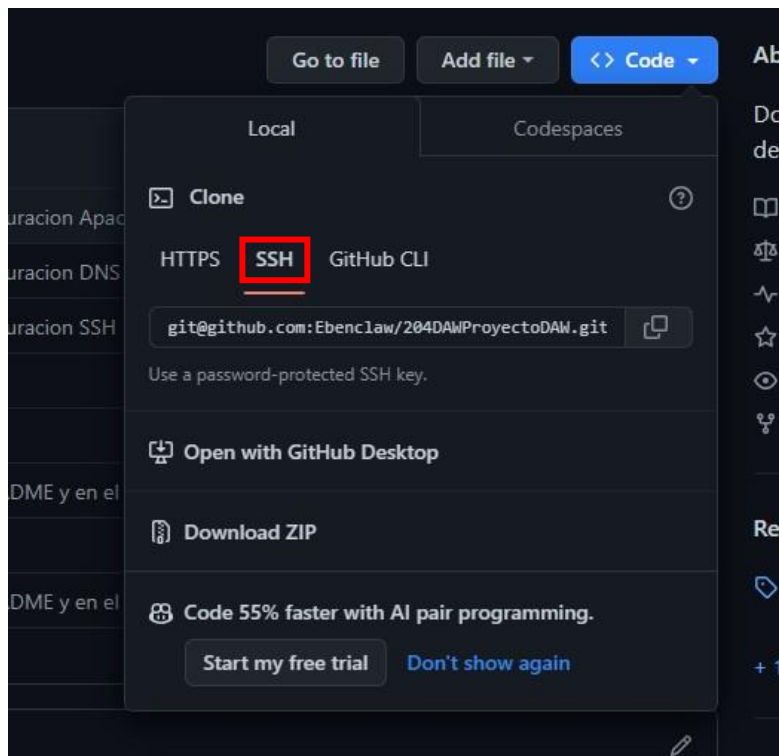 Go to file
Add file
<> Code
Ab
Do
de
Local
Codespaces
Clone
HTTPS
SSH
GitHub CLI
git@github.com:Ebenclaw/204DAWProyectoDAW.git
Use a password-protected SSH key.
Open with GitHub Desktop
Download ZIP
Code 55% faster with AI pair programming.
Start my free trial
Don't show again
uracion Apac
uracion DNS
uracion SSH
DME y en el
DME y en el
Re
+ 1